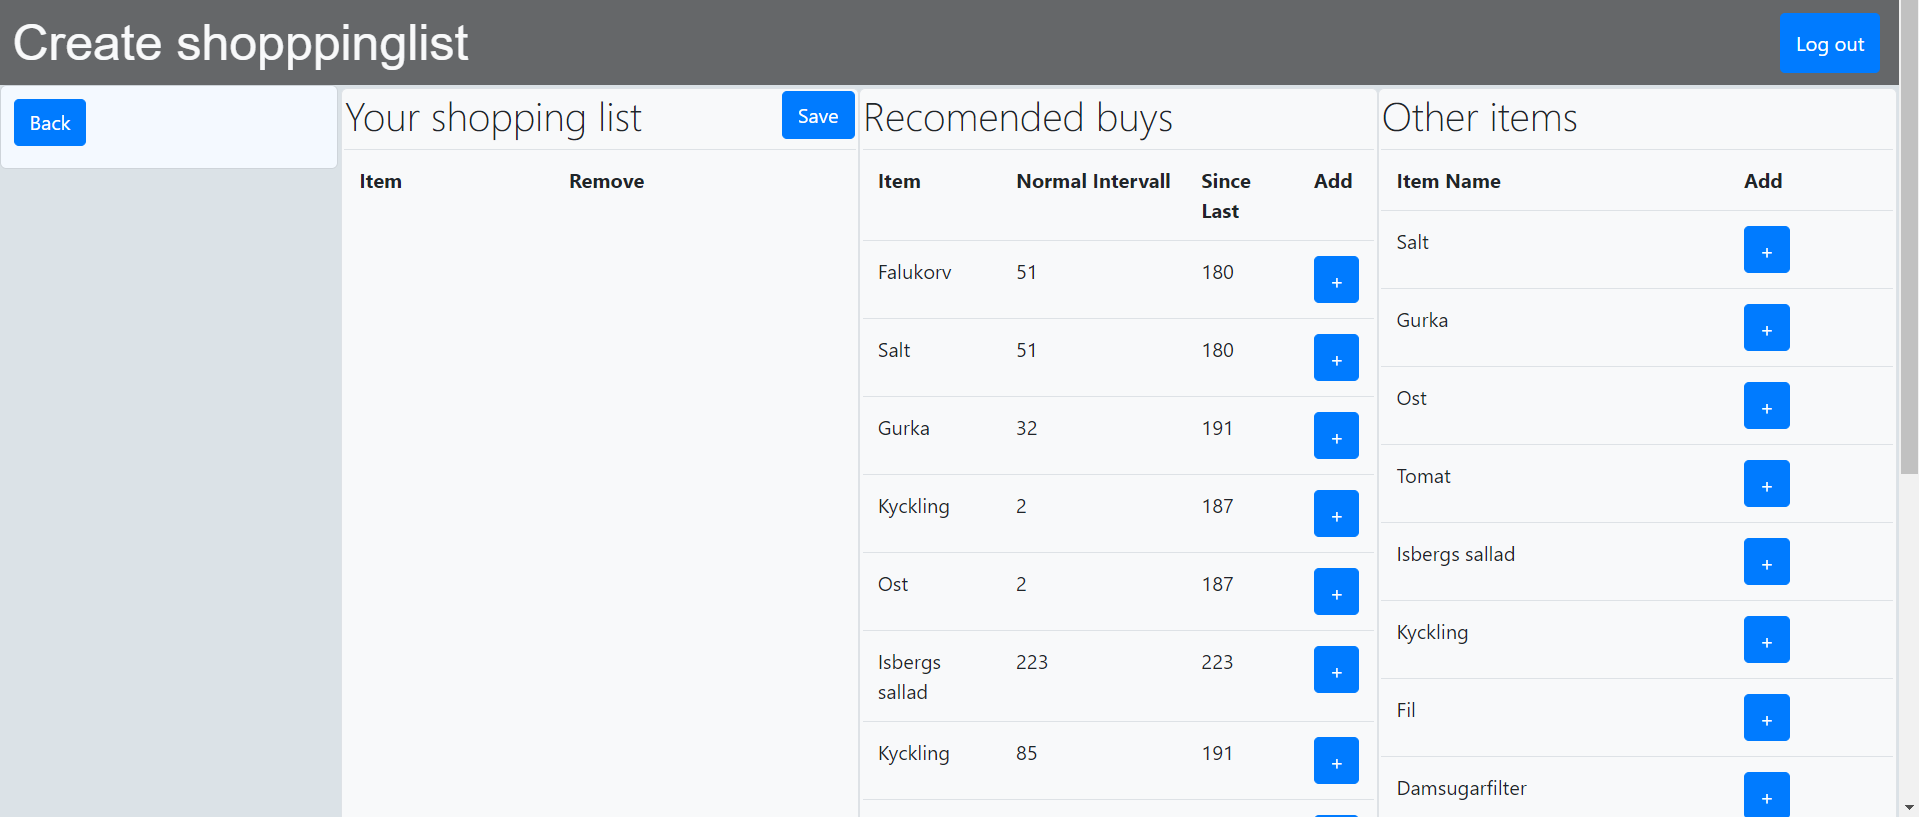 Create shopppinglist
Log out
Back
Your shopping list
Save
Item Remove
Recomended buys
Item Normal Intervall Since Last Add
Falukorv 51 180 +
Salt 51 180 +
Gurka 32 191 +
Kyckling 2 187 +
Ost 2 187 +
Isbergs sallad 223 223 +
Kyckling 85 191 +
Other items
Item Name Add
Salt +
Gurka +
Ost +
Tomat +
Isbergs sallad +
Kyckling +
Fil +
Damsugarfilter +